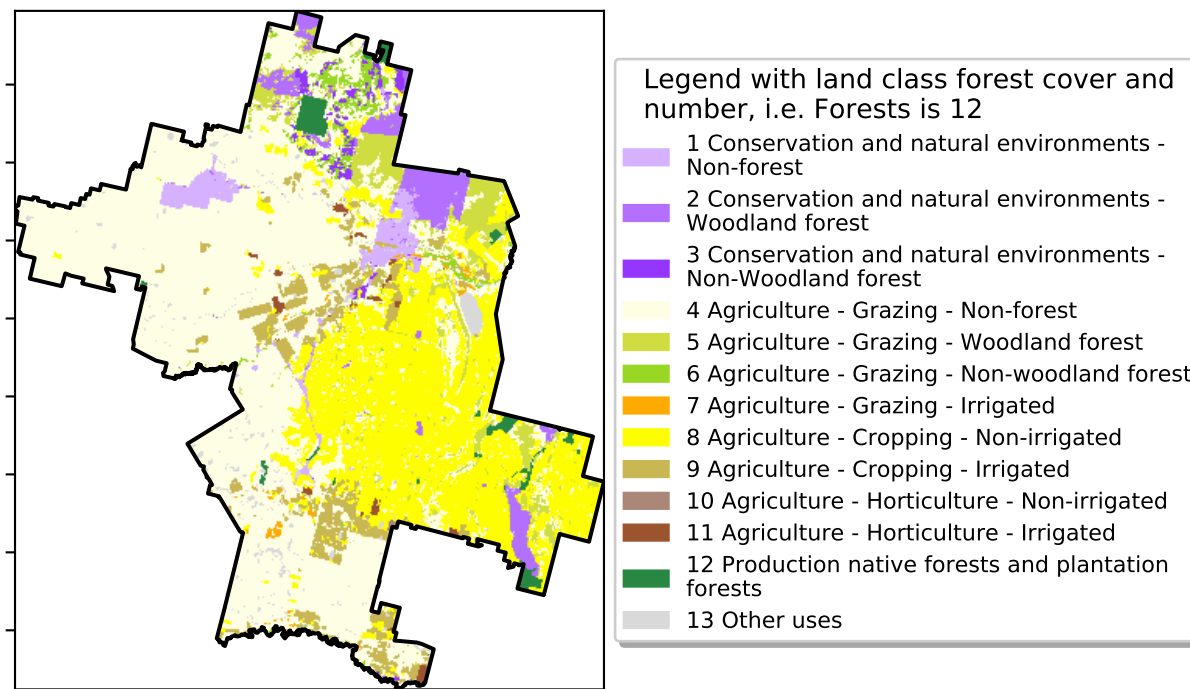 Legend with land class forest cover and
number, i.e. Forests is 12
1 Conservation and natural environments -
Non-forest
2 Conservation and natural environments -
Woodland forest
3 Conservation and natural environments -
Non-Woodland forest
4 Agriculture - Grazing - Non-forest
5 Agriculture - Grazing - Woodland forest
6 Agriculture - Grazing - Non-woodland forest
7 Agriculture - Grazing - Irrigated
8 Agriculture - Cropping - Non-irrigated
9 Agriculture - Cropping - Irrigated
10 Agriculture - Horticulture - Non-irrigated
11 Agriculture - Horticulture - Irrigated
12 Production native forests and plantation
forests
13 Other uses